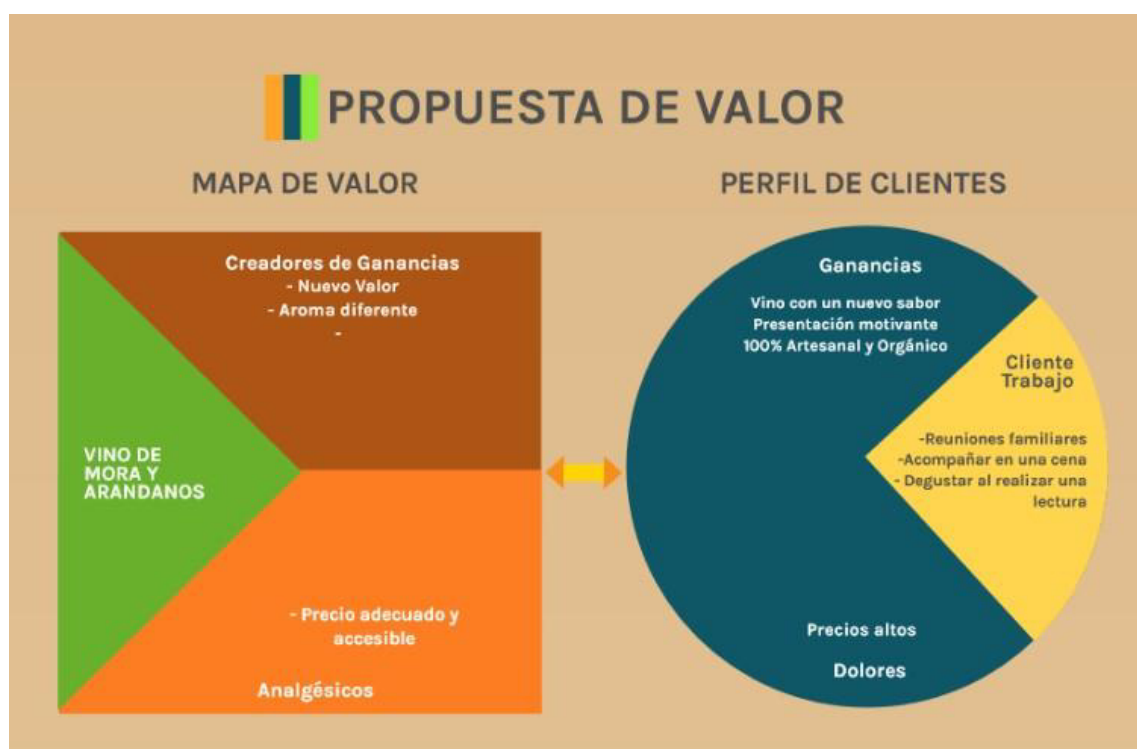 PROPUESTA DE VALOR
MAPA DE VALOR
Creadores de Ganancias
- Nuevo Valor
- Aroma diferente
-
VINO DE
MORA Y
ARANDANOS
- Precio adecuado y
accesible
Analgésicos
PERFIL DE CLIENTES
Ganancias
Vino con un nuevo sabor
Presentación motivante
100% Artesanal y Orgánico
Cliente
Trabajo
-Reuniones familiares
-Acompañar en una cena
- Degustar al realizar una
lectura
Precios altos
Dolores